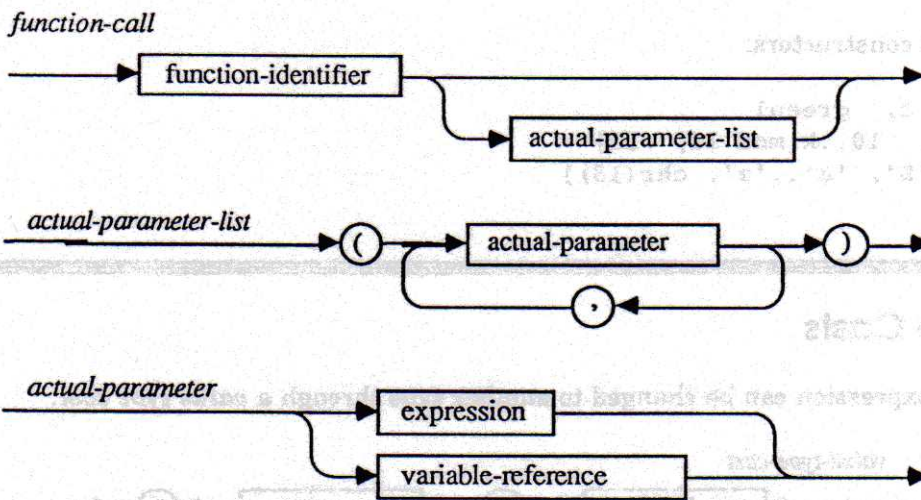 function-call
function-identifier
actual-parameter-list
actual-parameter-list
( actual-parameter )
,
actual-parameter
expression
variable-reference